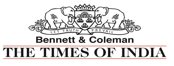 Bennett & Coleman
THE TIMES OF INDIA